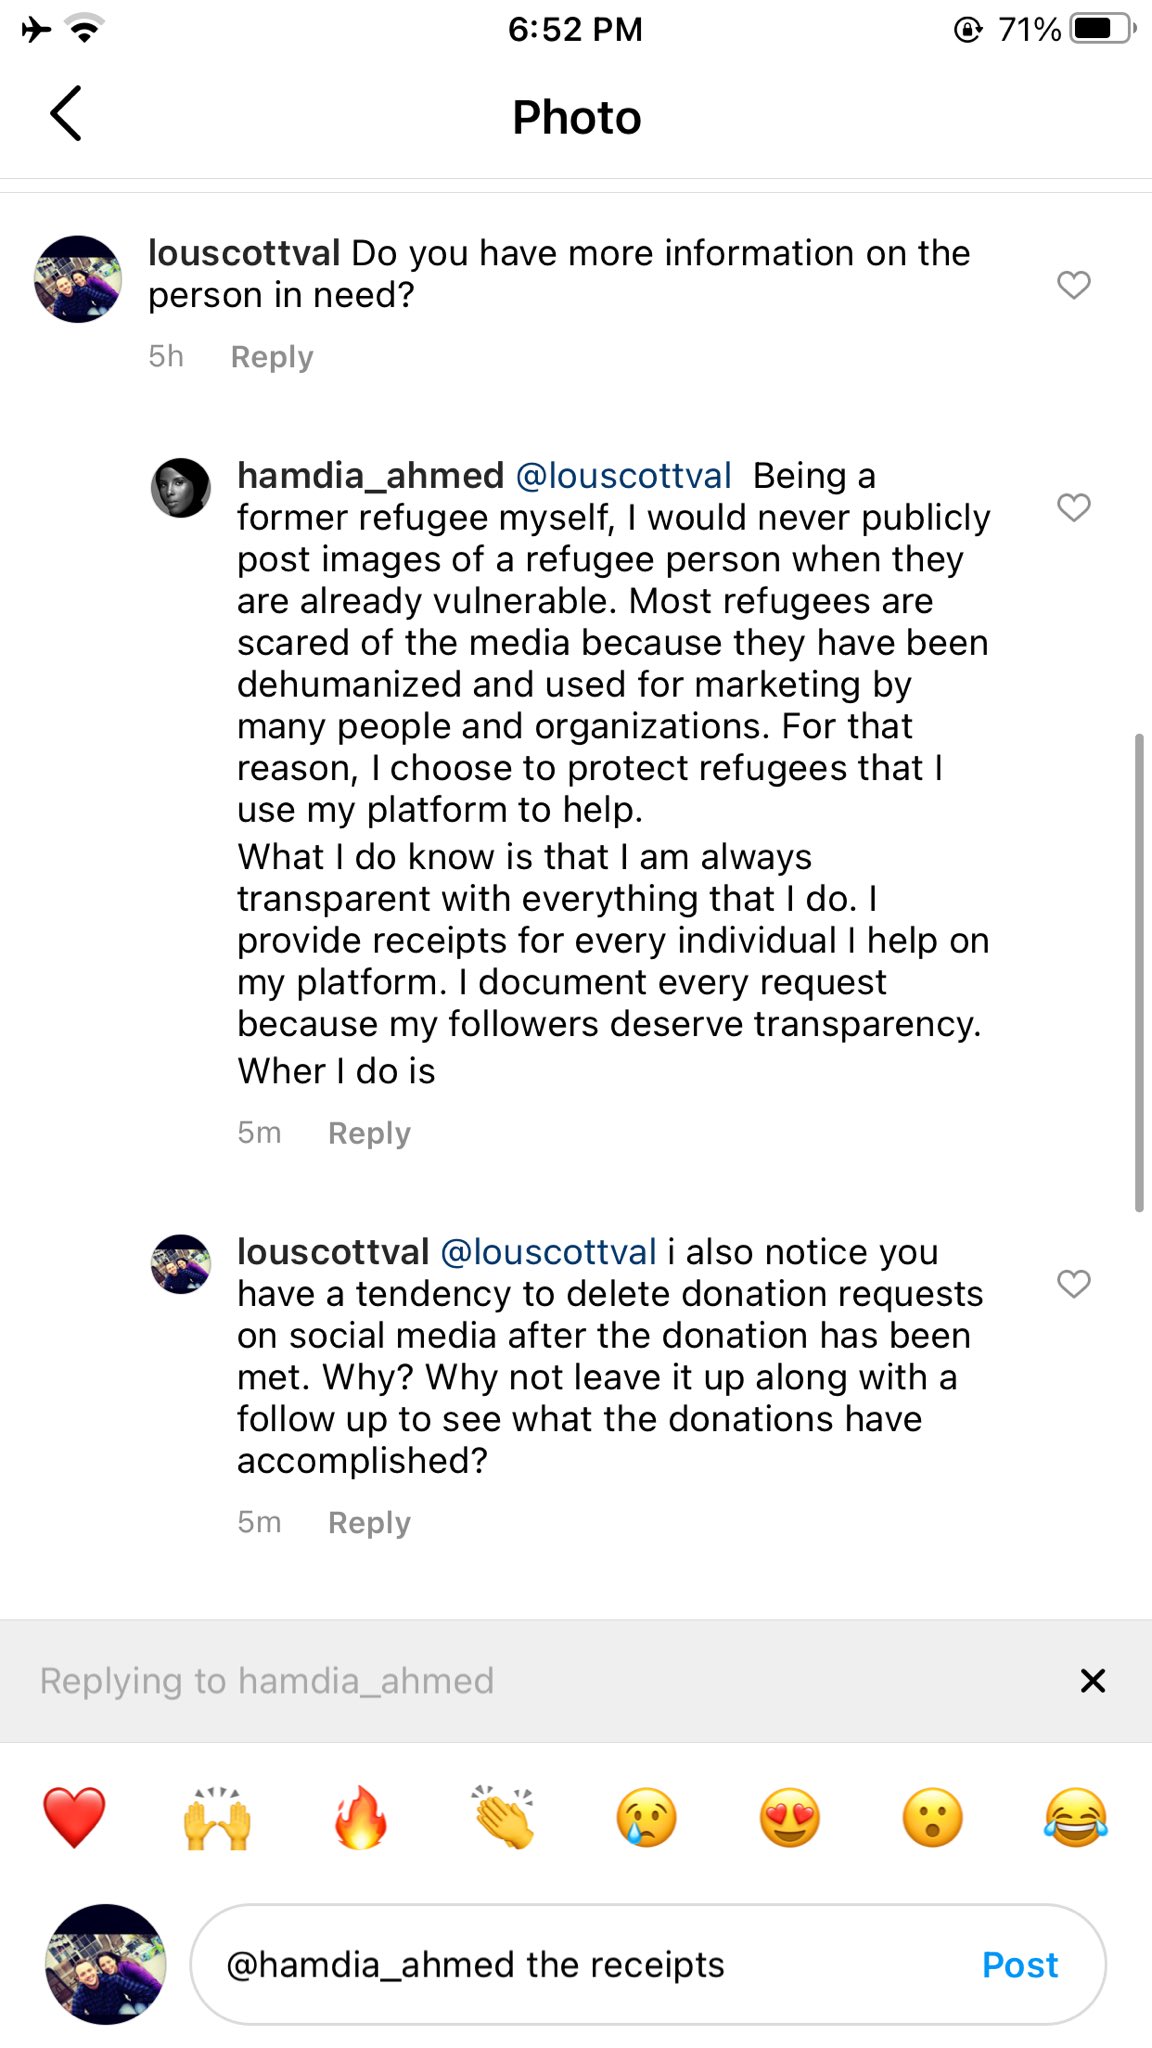 6:52 PM
71%
Photo
louscottval Do you have more information on the
person in need?
5h Reply
hamdia_ahmed @louscottval Being a
former refugee myself, I would never publicly
post images of a refugee person when they
are already vulnerable. Most refugees are
scared of the media because they have been
dehumanized and used for marketing by
many people and organizations. For that
reason, I choose to protect refugees that I
use my platform to help.
What I do know is that I am always
transparent with everything that I do. I
provide receipts for every individual I help on
my platform. I document every request
because my followers deserve transparency.
Wher I do is
5m Reply
louscottval @louscottval i also notice you
have a tendency to delete donation requests
on social media after the donation has been
met. Why? Why not leave it up along with a
follow up to see what the donations have
accomplished?
5m Reply
Replying to hamdia_ahmed
@hamdia_ahmed the receipts Post